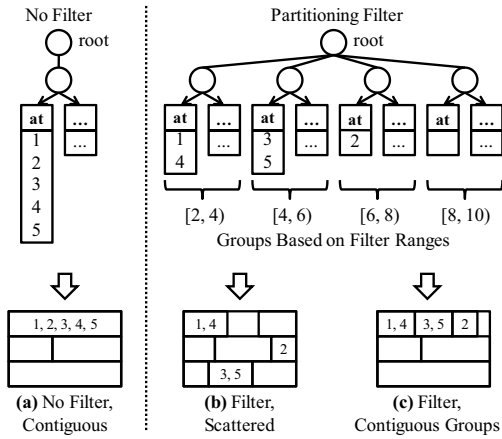 No Filter
root
at
...
1
...
2
3
4
5
Partitioning Filter
root
at
...
at
...
at
...
at
...
1
...
3
...
2
...
...
4
5
[2, 4)
[4, 6)
[6, 8)
[8, 10)
Groups Based on Filter Ranges
1, 2, 3, 4, 5
(a) No Filter,
Contiguous
1, 4
2
3, 5
(b) Filter,
Scattered
1, 4
3, 5
2
(c) Filter,
Contiguous Groups